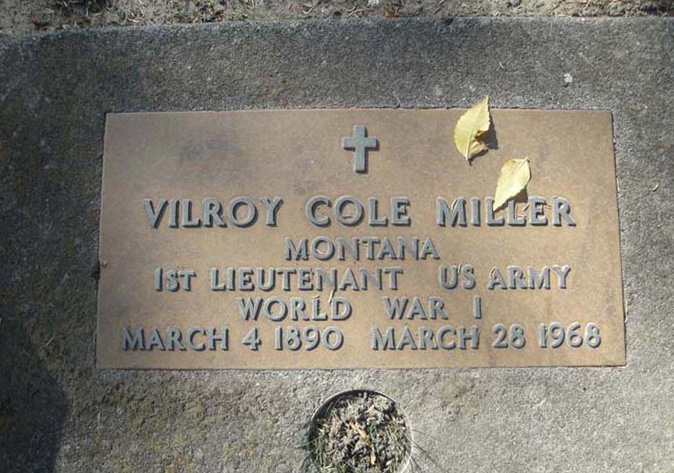 VILROY COLE MILLER
MONTANA
1ST LIEUTENANT US ARMY
WORLD WAR I
MARCH 4 1890 MARCH 28 1968